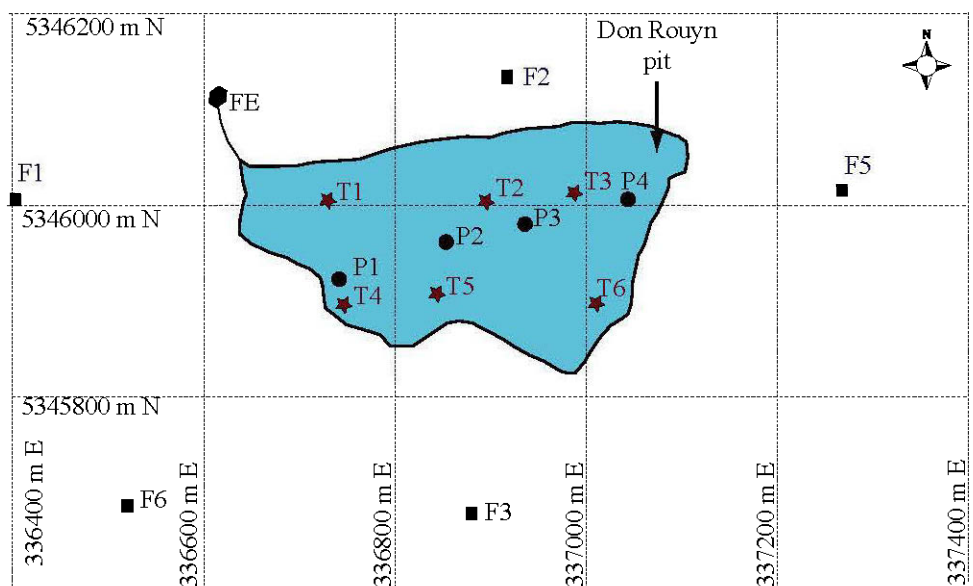 5346200 m N
Don Rouyn
pit
N
F2
FE
F1
F5
T1
T2
T3
P4
5346000 m N
P3
P2
P1
T5
T4
T6
5345800 m N
336400 m E
336600 m E
336800 m E
337000 m E
337200 m E
337400 m E
F6
F3